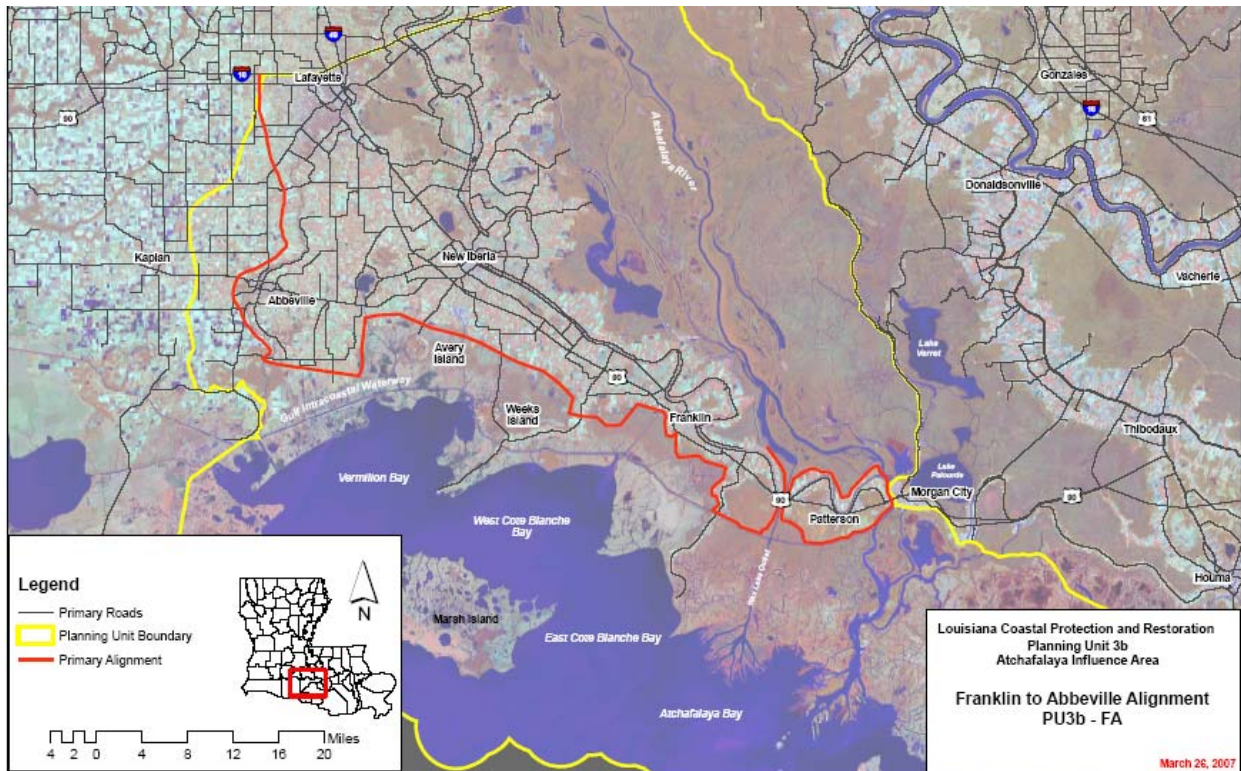 49
10
Lafayette
90
Gonzales
10
61
Atchafalaya River
Donaldsonville
Kaplan
New Iberia
Vacherie
Abbeville
Lake
Verret
Avery
Island
Gulf Intracoastal Waterway
90
Weeks
Island
Franklin
Thibodaux
Vermilion Bay
Lake
Palourde
90
Morgan City
90
Patterson
West Cote Blanche
Bay
Wax Lake Outlet
Houma
Marsh Island
East Cote Blanche Bay
Atchafalaya Bay
Legend
Primary Roads
Planning Unit Boundary
Primary Alignment
N
Miles
4 2 0 4 8 12 16 20
Louisiana Coastal Protection and Restoration
Planning Unit 3b
Atchafalaya Influence Area
Franklin to Abbeville Alignment
PU3b - FA
March 26, 2007